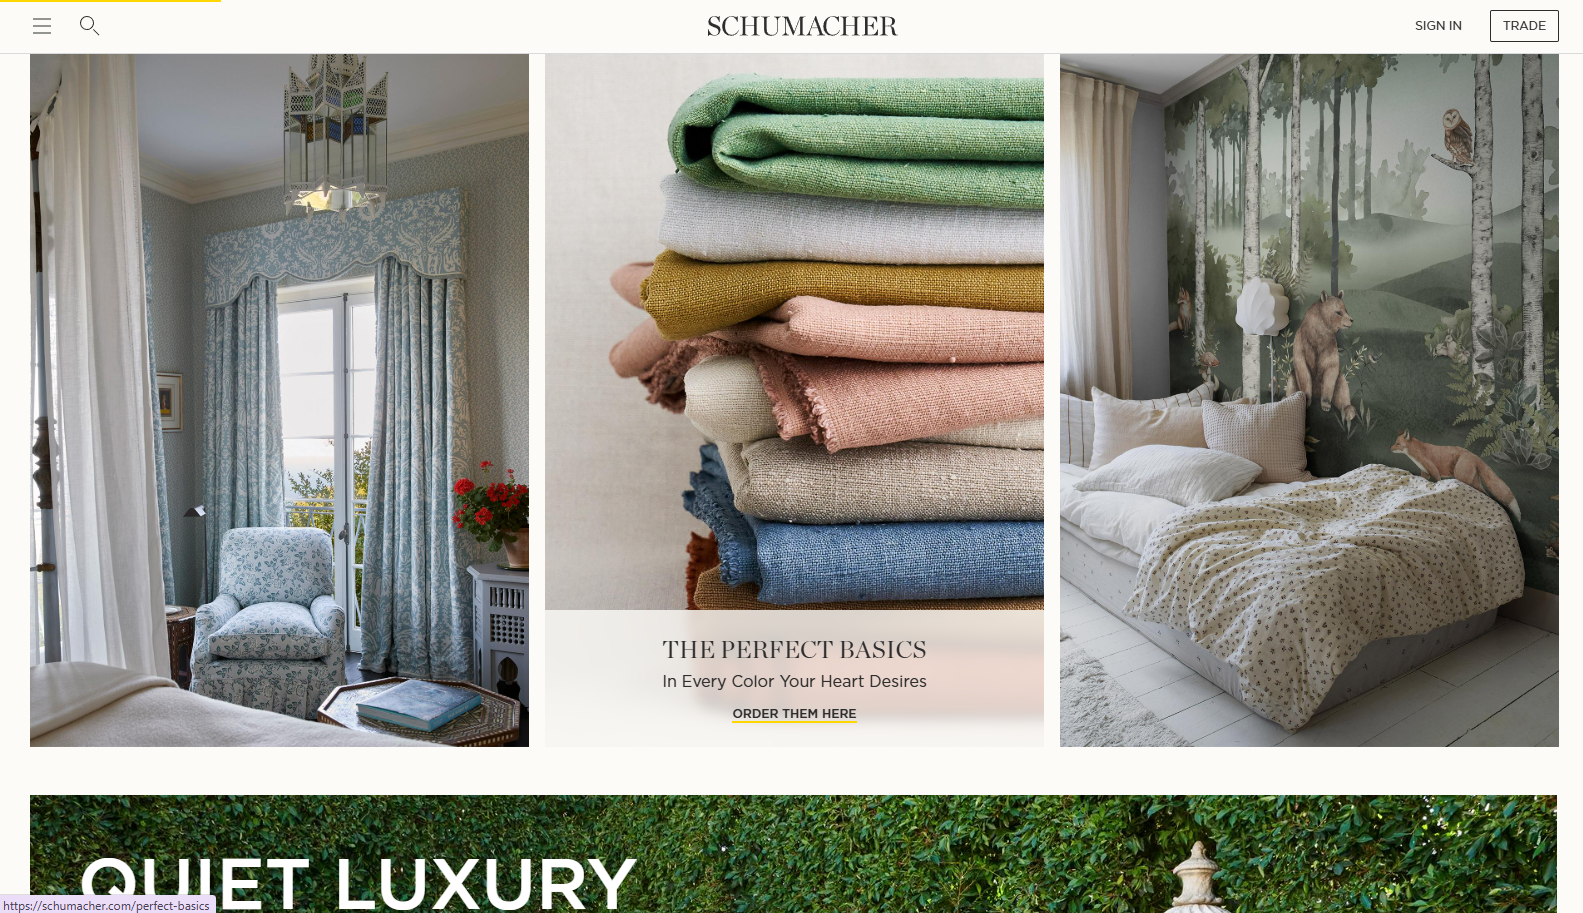 SCHUMACHER
SIGN IN
TRADE
THE PERFECT BASICS
In Every Color Your Heart Desires
ORDER THEM HERE
QUIET LUXURY
https://schumacher.com/perfect-basics